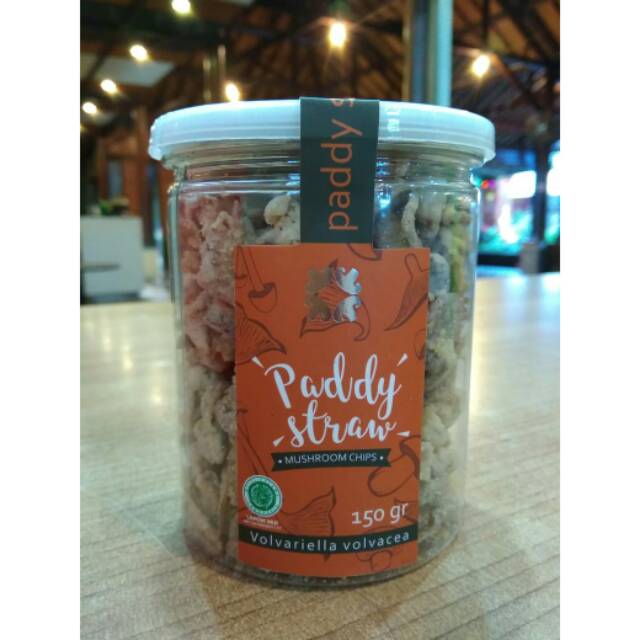 paddy s
Paddy
straw
• MUSHROOM CHIPS •
150 gr
Volvariella volvacea